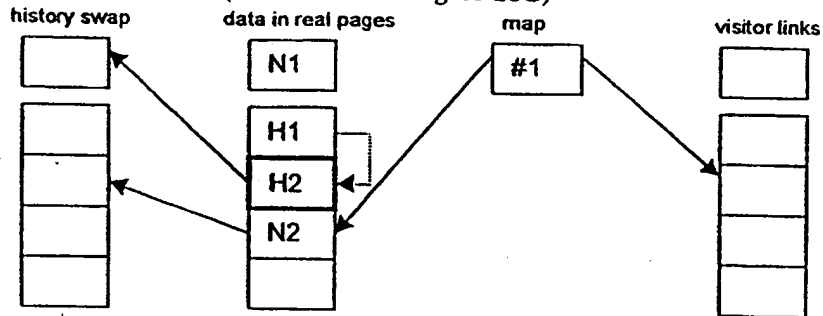 history swap
data in real pages
map
visitor links
N1
#1
H1
H2
N2